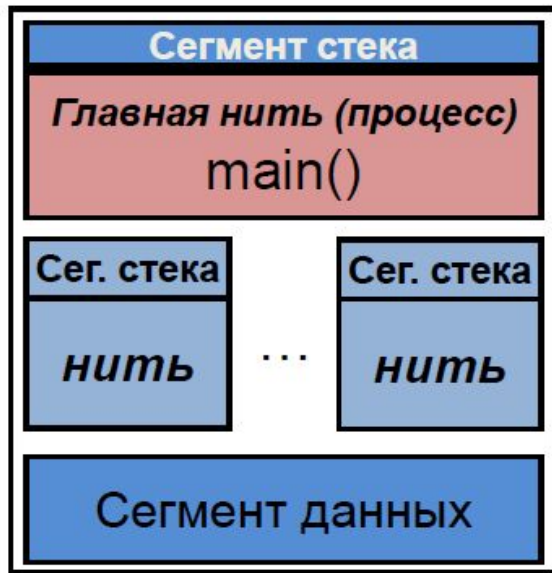 Сегмент стека
Главная нить (процесс)
main()
Сег. стека
Сег. стека
нить
...
нить
Сегмент данных